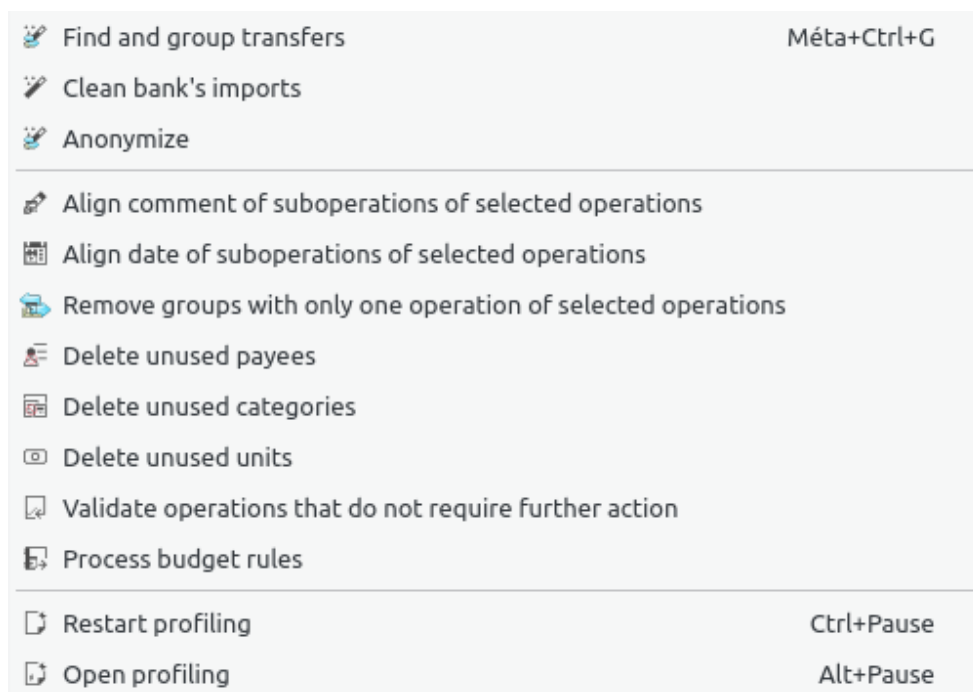 Find and group transfers Méta+Ctrl+G
Clean bank's imports
Anonymize
Align comment of suboperations of selected operations
Align date of suboperations of selected operations
Remove groups with only one operation of selected operations
Delete unused payees
Delete unused categories
Delete unused units
Validate operations that do not require further action
Process budget rules
Restart profiling Ctrl+Pause
Open profiling Alt+Pause